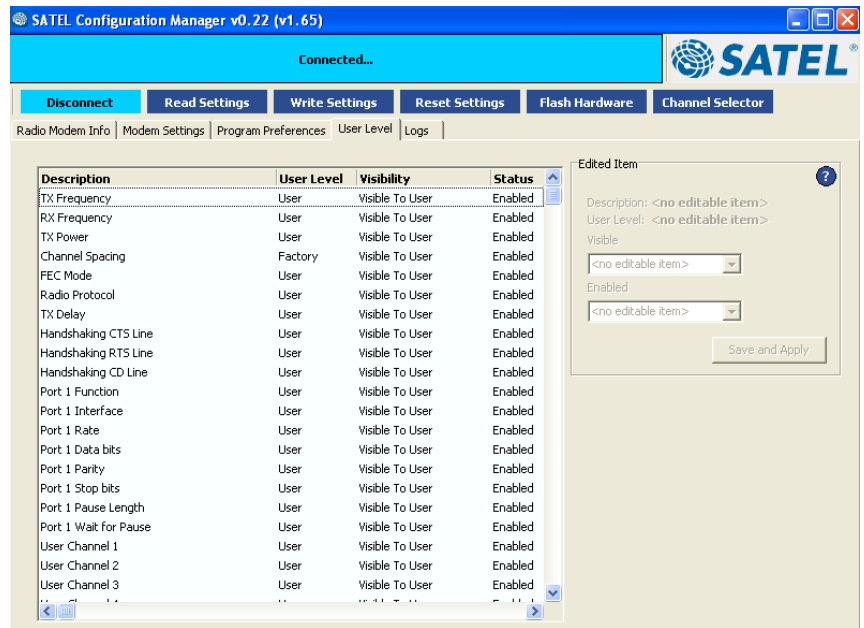 SATEL Configuration Manager v0.22 (v1.65)
Connected...
SATEL®
Disconnect Read Settings Write Settings Reset Settings Flash Hardware Channel Selector
Radio Modem Info Modem Settings Program Preferences User Level Logs
Description User Level Visibility Status
TX Frequency User Visible To User Enabled
RX Frequency User Visible To User Enabled
TX Power User Visible To User Enabled
Channel Spacing Factory Visible To User Enabled
FEC Mode User Visible To User Enabled
Radio Protocol User Visible To User Enabled
TX Delay User Visible To User Enabled
Handshaking CTS Line User Visible To User Enabled
Handshaking RTS Line User Visible To User Enabled
Handshaking CD Line User Visible To User Enabled
Port 1 Function User Visible To User Enabled
Port 1 Interface User Visible To User Enabled
Port 1 Rate User Visible To User Enabled
Port 1 Data bits User Visible To User Enabled
Port 1 Parity User Visible To User Enabled
Port 1 Stop bits User Visible To User Enabled
Port 1 Pause Length User Visible To User Enabled
Port 1 Wait for Pause User Visible To User Enabled
User Channel 1 User Visible To User Enabled
User Channel 2 User Visible To User Enabled
User Channel 3 User Visible To User Enabled
Edited Item
?
Description: <no editable item>
User Level: <no editable item>
Visible
<no editable item>
Enabled
<no editable item>
Save and Apply